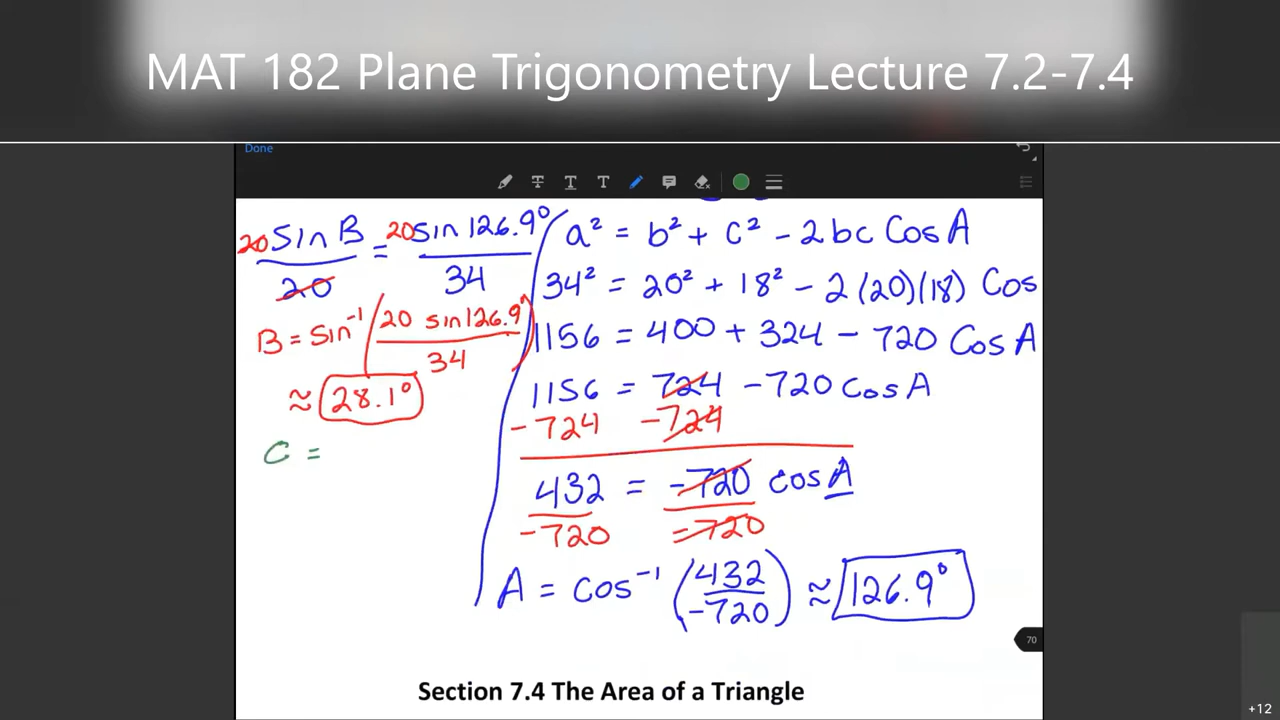 MAT 182 Plane Trigonometry Lecture 7.2-7.4
Done
20 Sin B / 20 = 20 sin 126.9° / 34
B = Sin⁻¹ (20 sin 126.9° / 34)
≈ 28.1°
C =
a² = b² + c² - 2bc Cos A
34² = 20² + 18² - 2 (20)(18) Cos
1156 = 400 + 324 - 720 Cos A
1156 = 724 - 720 cos A
-724 -724
432 = -720 cos A
-720 =720
A = cos⁻¹ (432 / -720) ≈ 126.9°
70
Section 7.4 The Area of a Triangle
+12